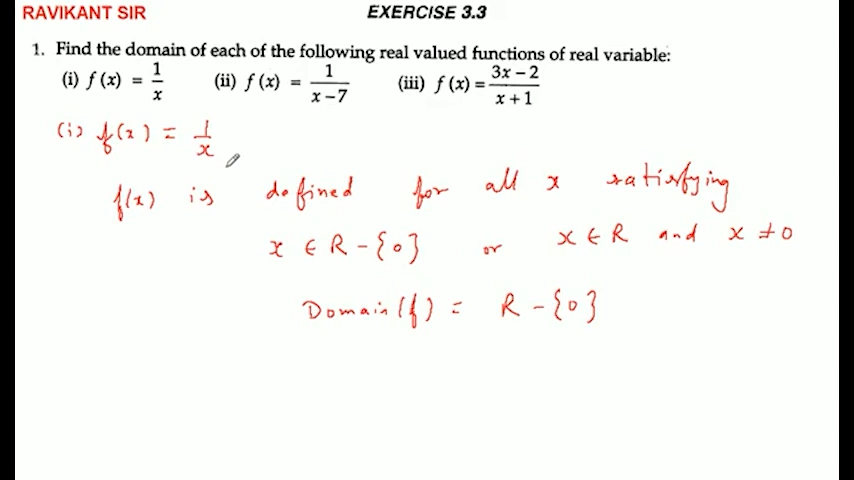 RAVIKANT SIR
EXERCISE 3.3
1. Find the domain of each of the following real valued functions of real variable:
(i) f(x) = 1/x (ii) f(x) = 1/(x-7) (iii) f(x) = (3x-2)/(x+1)
(i) f(x) = 1/x
f(x) is defined for all x satisfying
x ∈ R - {0} or x ∈ R and x ≠ 0
Domain(f) = R - {0}